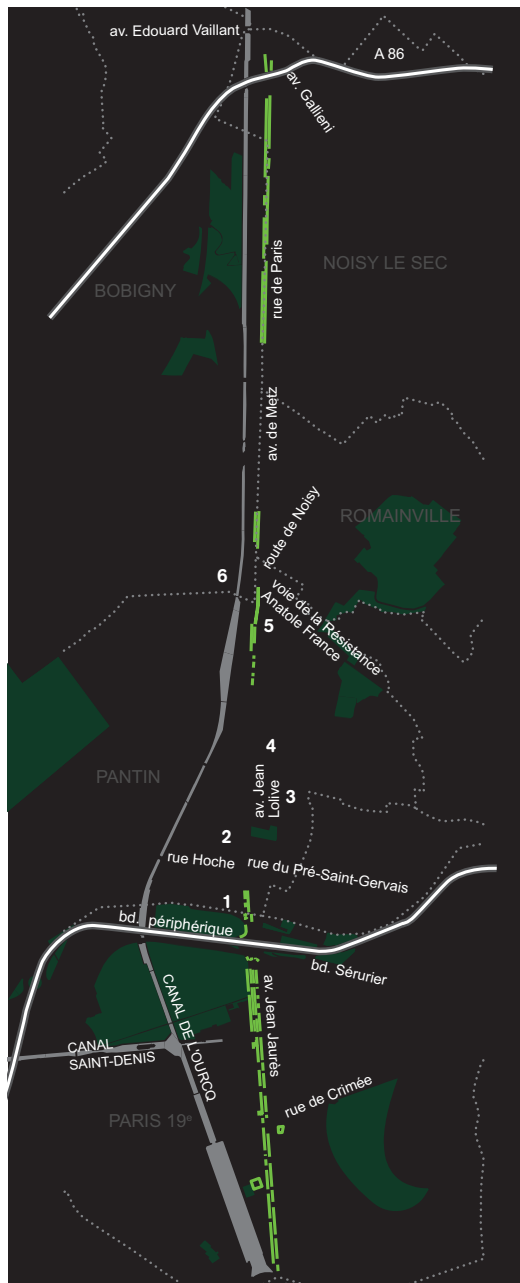 av. Edouard Vaillant
A 86
av. Gallieni
NOISY LE SEC
BOBIGNY
rue de Paris
av. de Metz
ROMAINVILLE
route de Noisy
6
voie de la Résistance
Anatole France
5
4
PANTIN
av. Jean
Lolive
3
2
rue Hoche
rue du Pré-Saint-Gervais
1
bd. périphérique
bd. Sérurier
av. Jean Jaurès
CANAL DE L'OURCQ
CANAL
SAINT-DENIS
rue de Crimée
PARIS 19e